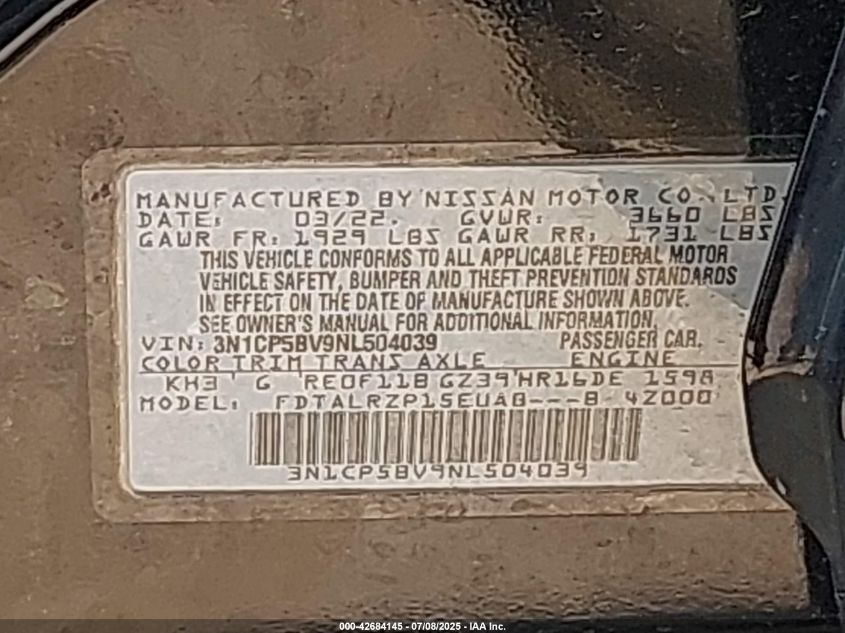 MANUFACTURED BY NISSAN MOTOR CO., LTD.
DATE: 03/22. GVWR: 3660 LBS
GAWR FR: 1929 LBS GAWR RR: 1731 LBS
THIS VEHICLE CONFORMS TO ALL APPLICABLE FEDERAL MOTOR
VEHICLE SAFETY, BUMPER AND THEFT PREVENTION STANDARDS
IN EFFECT ON THE DATE OF MANUFACTURE SHOWN ABOVE.
SEE OWNER'S MANUAL FOR ADDITIONAL INFORMATION.
VIN: 3N1CP5BV9NL504039 PASSENGER CAR.
COLOR TRIM TRANS AXLE ENGINE
KH3 G RE0F11B GZ39 HR16DE 1598
MODEL: FDTALRZP15EUA0---B 4Z000
3N1CP5BV9NL504039
000-42684145 - 07/08/2025 - IAA Inc.